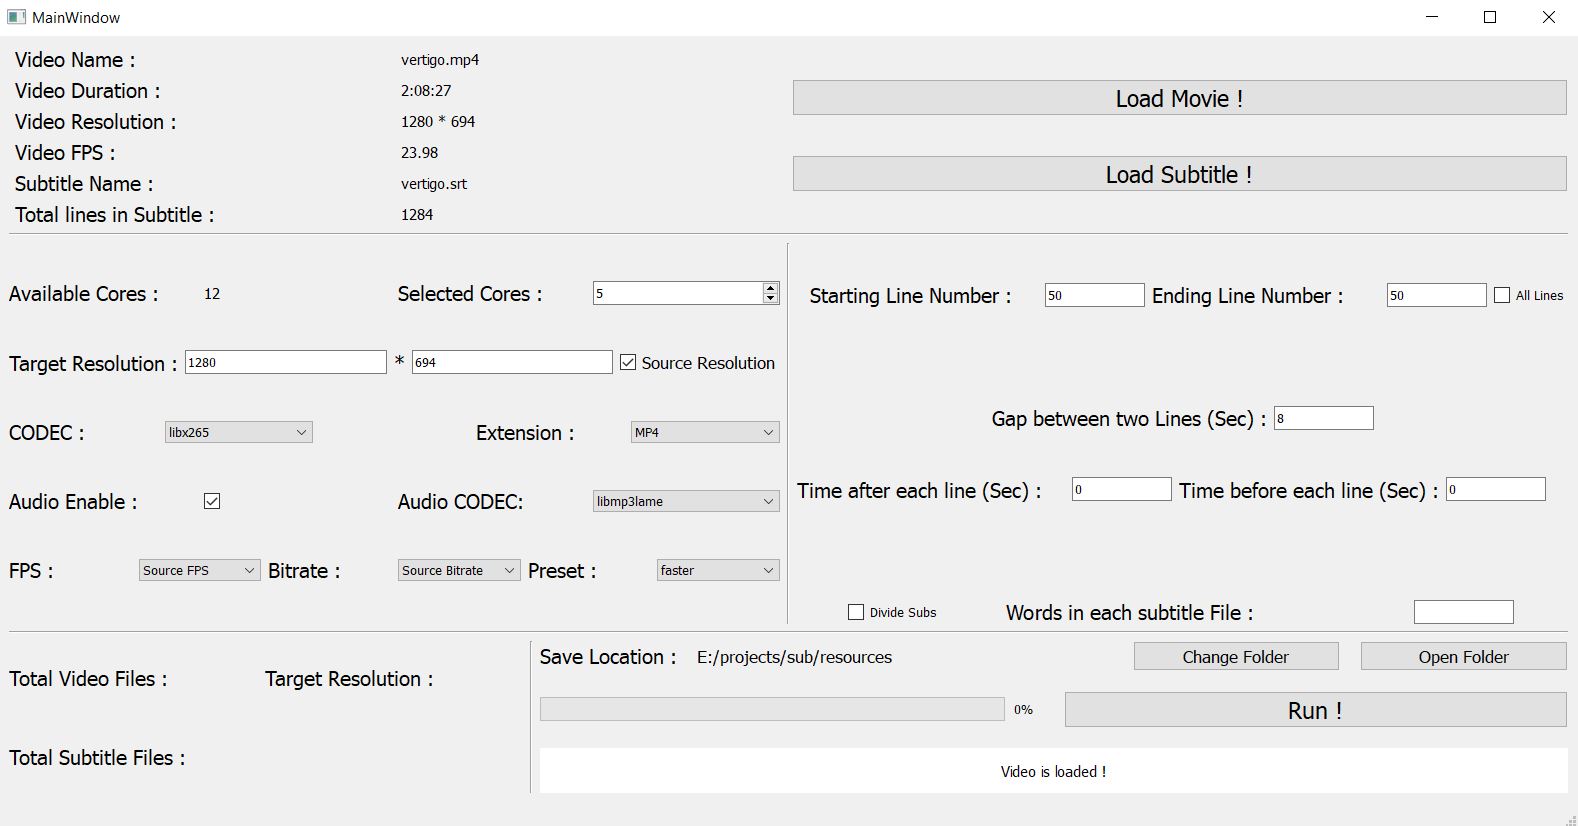 MainWindow
Video Name : vertigo.mp4
Video Duration : 2:08:27
Load Movie !
Video Resolution : 1280 * 694
Video FPS : 23.98
Load Subtitle !
Subtitle Name : vertigo.srt
Total lines in Subtitle : 1284
Available Cores : 12 Selected Cores : 5
Target Resolution : 1280 * 694 Source Resolution
CODEC : libx265 Extension : MP4
Audio Enable : Audio CODEC: libmp3lame
FPS : Source FPS Bitrate : Source Bitrate Preset : faster
Starting Line Number : 50 Ending Line Number : 50 All Lines
Gap between two Lines (Sec) : 8
Time after each line (Sec) : 0 Time before each line (Sec) : 0
Divide Subs Words in each subtitle File :
Total Video Files : Target Resolution :
Total Subtitle Files :
Save Location : E:/projects/sub/resources Change Folder Open Folder
0% Run !
Video is loaded !